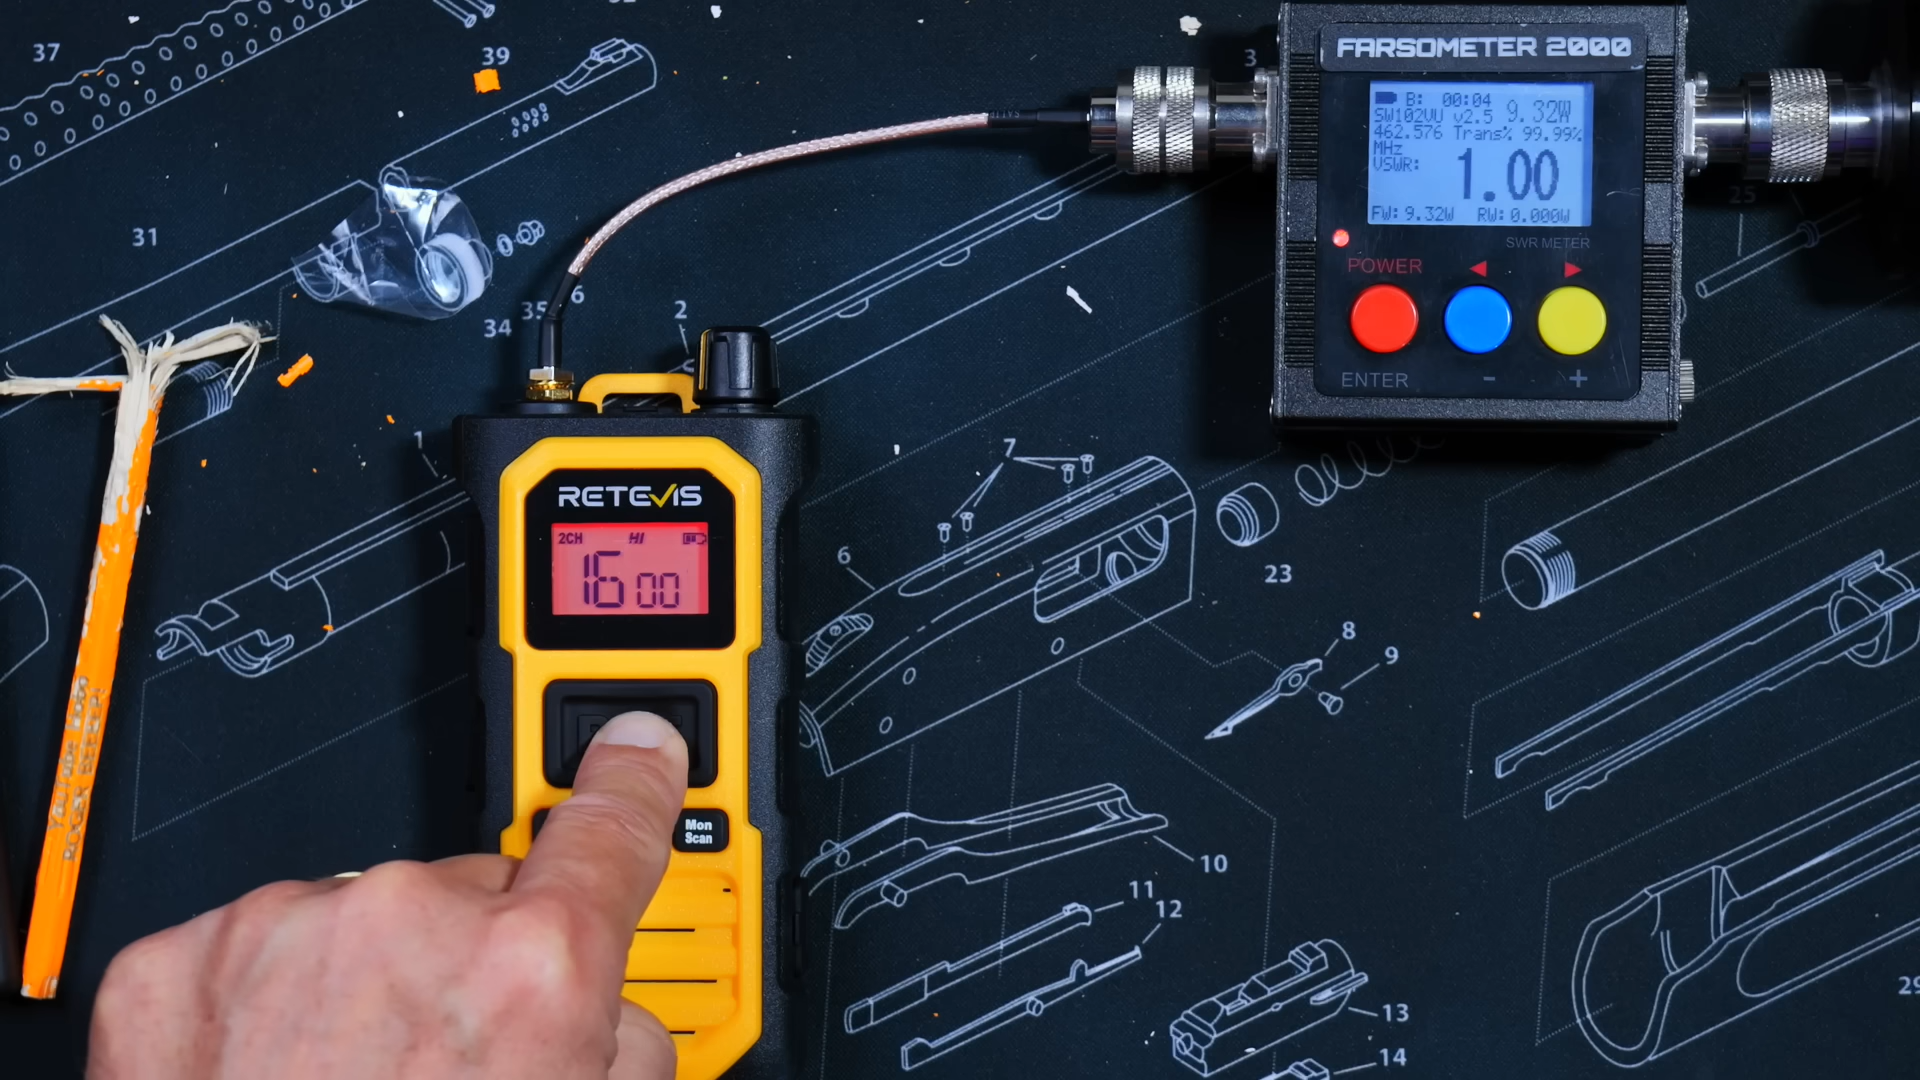 37
32
39
3
31
25
34
35
6
2
1
7
6
23
8
9
10
11
12
13
14
29
FARSOMETER 2000
B: 00:04 9.32W
SW102VU v2.5
462.576 Trans% 99.99%
MHz
VSWR: 1.00
FW: 9.32W RW: 0.000W
SWR METER
POWER
ENTER - +
RETEVIS
2CH HI
16 00
Mon
Scan